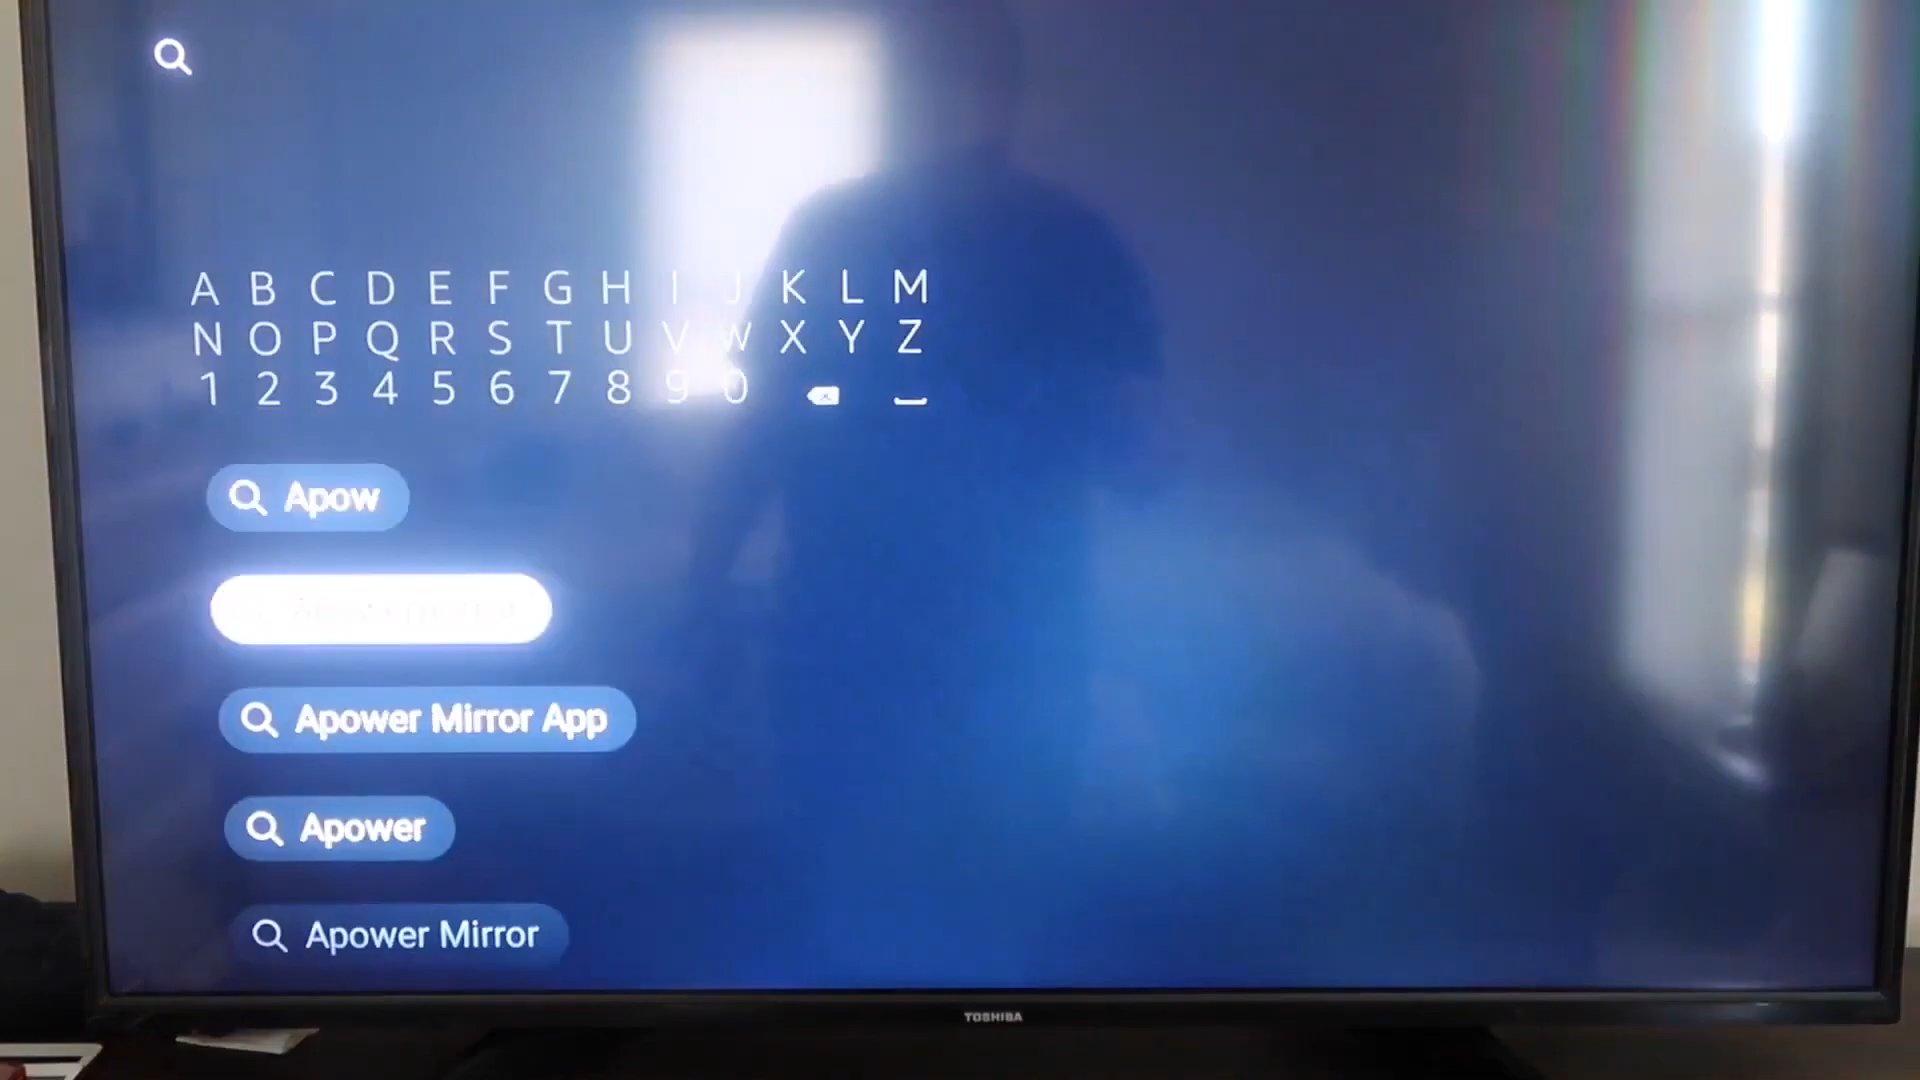 A B C D E F G H I J K L M
N O P Q R S T U V W X Y Z
1 2 3 4 5 6 7 8 9 0
Apow
Apower Mirror App
Apower
Apower Mirror
TOSHIBA